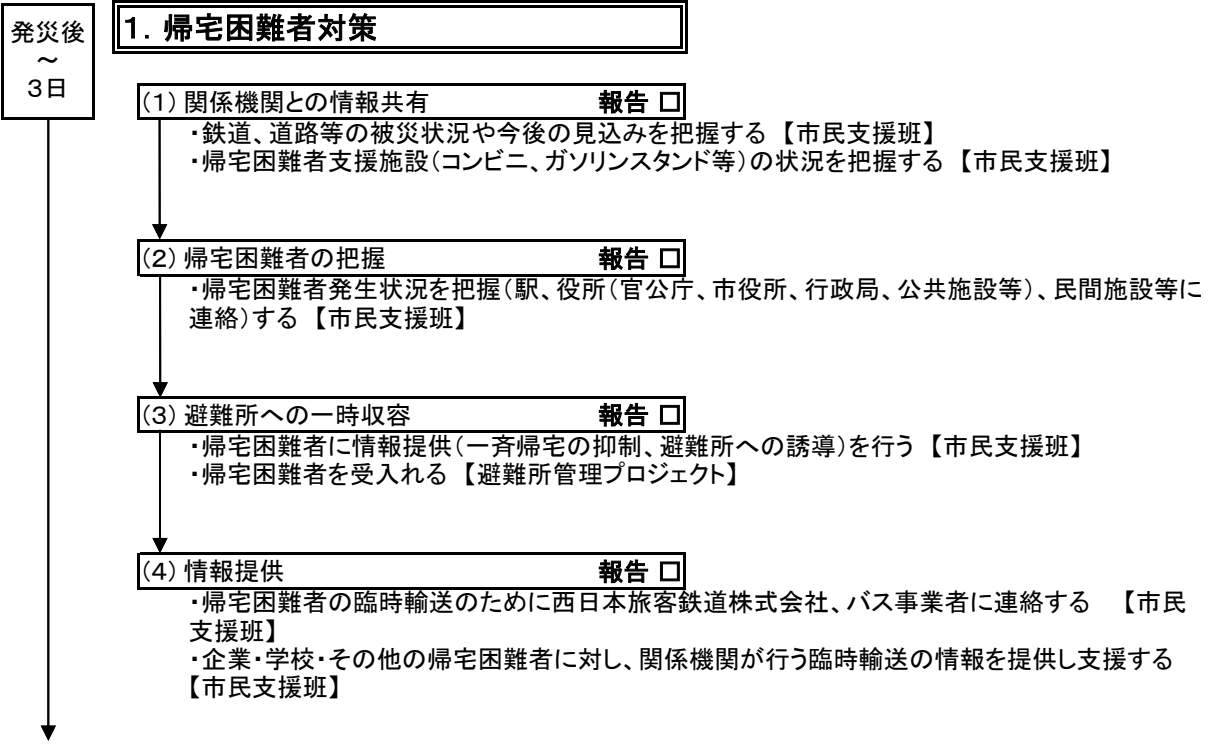 発災後
～
3日
1．帰宅困難者対策
(1) 関係機関との情報共有 報告 □
・鉄道、道路等の被災状況や今後の見込みを把握する 【市民支援班】
・帰宅困難者支援施設(コンビニ、ガソリンスタンド等)の状況を把握する 【市民支援班】
(2) 帰宅困難者の把握 報告 □
・帰宅困難者発生状況を把握(駅、役所(官公庁、市役所、行政局、公共施設等)、民間施設等に
連絡)する 【市民支援班】
(3) 避難所への一時収容 報告 □
・帰宅困難者に情報提供(一斉帰宅の抑制、避難所への誘導)を行う 【市民支援班】
・帰宅困難者を受入れる 【避難所管理プロジェクト】
(4) 情報提供 報告 □
・帰宅困難者の臨時輸送のために西日本旅客鉄道株式会社、バス事業者に連絡する 【市民
支援班】
・企業・学校・その他の帰宅困難者に対し、関係機関が行う臨時輸送の情報を提供し支援する
【市民支援班】